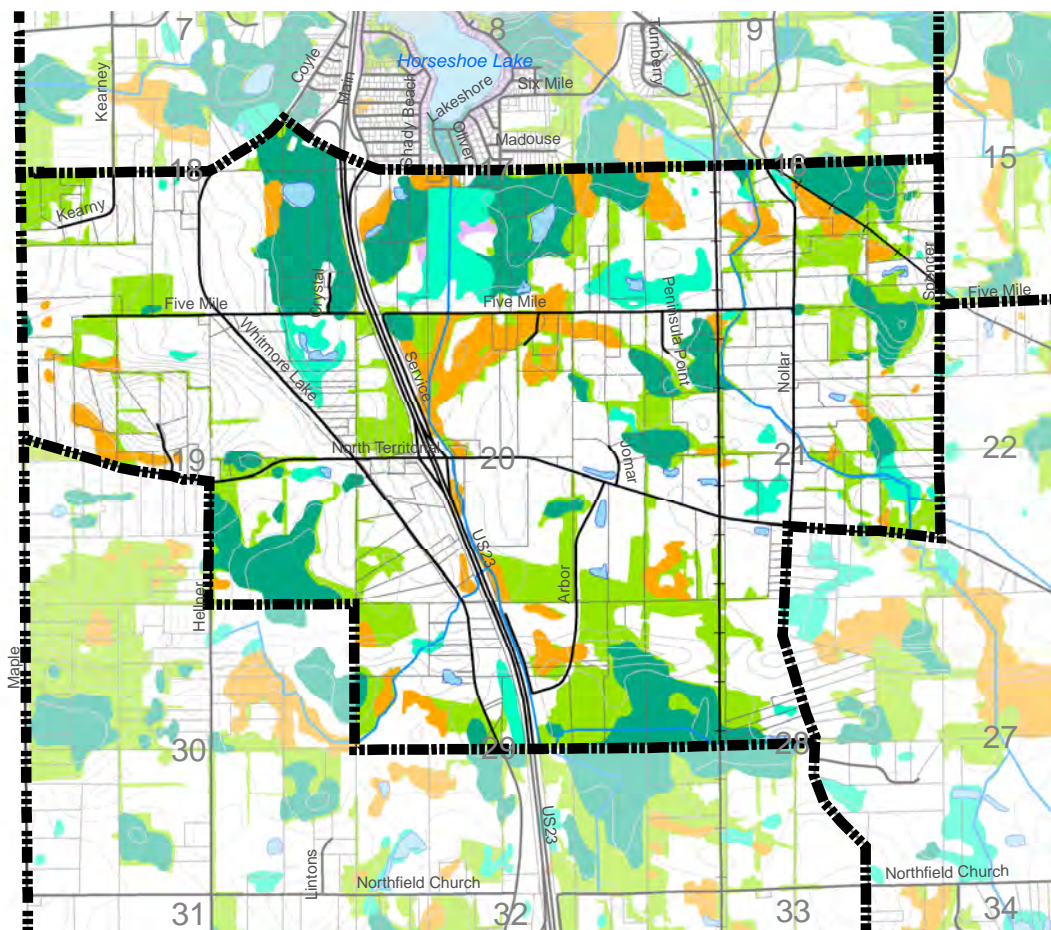 7
8
9
Kearney
Coyle
Main
Horseshoe Lake
Turnberry
Shady Beach
Lakeshore
Six Mile
Oliver
Madouse
18
17
16
15
Kearny
Crystal
Spencer
Five Mile
Five Mile
Five Mile
Peninsula Point
Whitmore Lake
Service
Nollar
North Territorial
19
20
Jomar
21
22
US23
Arbor
Hellner
Maple
30
29
28
27
US23
Lintons
Northfield Church
Northfield Church
31
32
33
34